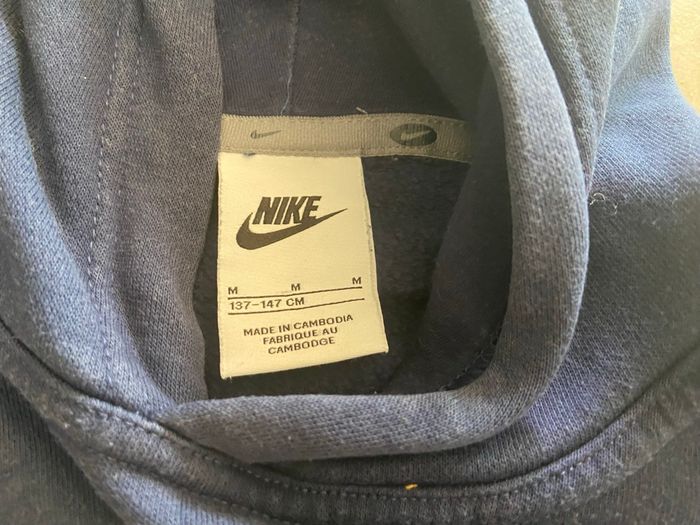 NIKE
M M M
137-147 CM
MADE IN CAMBODIA
FABRIQUE AU
CAMBODGE